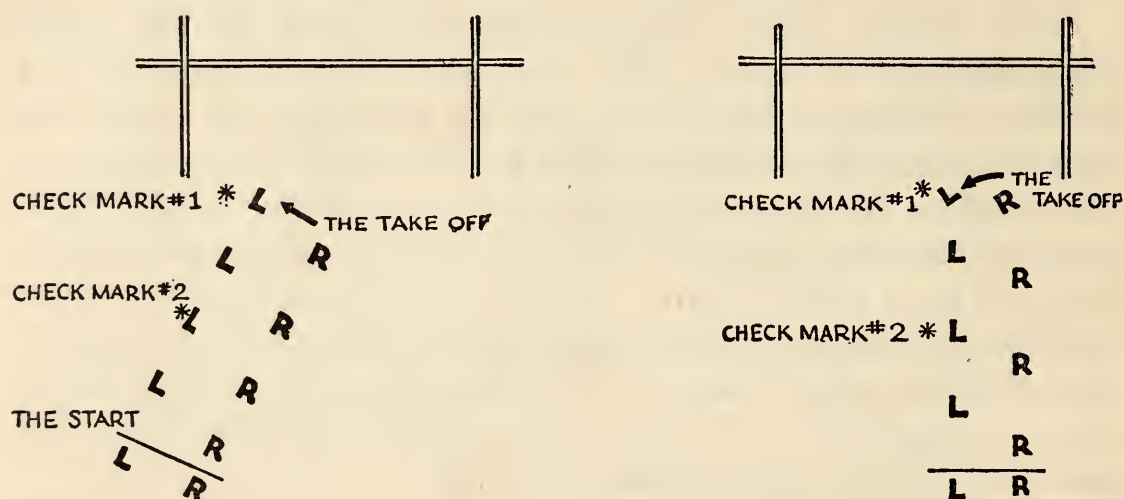 CHECK MARK #1 * L
THE TAKE OFF
L R
CHECK MARK #2
* L R
L R
THE START
R
L
R
CHECK MARK #1 * L R
THE
TAKE OFF
L
R
CHECK MARK #2 * L
R
L
R
L R